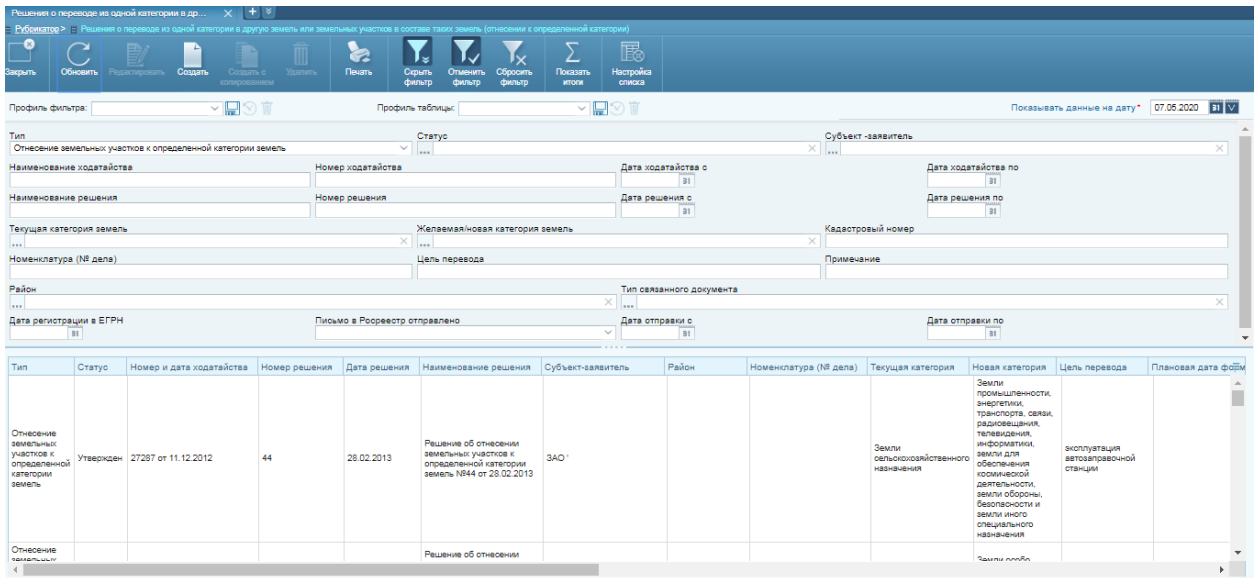 Решения о переводе из одной категории в др...
Рубрикатор > Решения о переводе из одной категории в другую земель или земельных участков в составе таких земель (отнесении к определенной категории)
Закрыть Обновить Редактировать Создать Создать с копированием Удалить Печать Скрыть фильтр Отменить фильтр Сбросить фильтр Показать итоги Настройка списка
Профиль фильтра: Профиль таблицы: Показывать данные на дату* 07.05.2020
Тип Статус Субъект -заявитель
Отнесение земельных участков к определенной категории земель
Наименование ходатайства Номер ходатайства Дата ходатайства с Дата ходатайства по
Наименование решения Номер решения Дата решения с Дата решения по
Текущая категория земель Желаемая/новая категория земель Кадастровый номер
Номенклатура (№ дела) Цель перевода Примечание
Район Тип связанного документа
Дата регистрации в ЕГРН Письмо в Росреестр отправлено Дата отправки с Дата отправки по
Тип Статус Номер и дата ходатайства Номер решения Дата решения Наименование решения Субъект-заявитель Район Номенклатура (№ дела) Текущая категория Новая категория Цель перевода Плановая дата
Отнесение
земельных
участков к
определенной
категории
земель
Утвержден
27287 от 11.12.2012
44
28.02.2013
Решение об отнесении
земельных участков к
определенной категории
земель №44 от 28.02.2013
ЗАО
Земли
сельскохозяйственного
назначения
Земли
промышленности,
энергетики,
транспорта, связи,
радиовещания,
телевидения,
информатики,
земли для
обеспечения
космической
деятельности,
земли обороны,
безопасности и
земли иного
специального
назначения
эксплуатация
автозаправочной
станции
Отнесение
земельных
Решение об отнесении
Земли особо